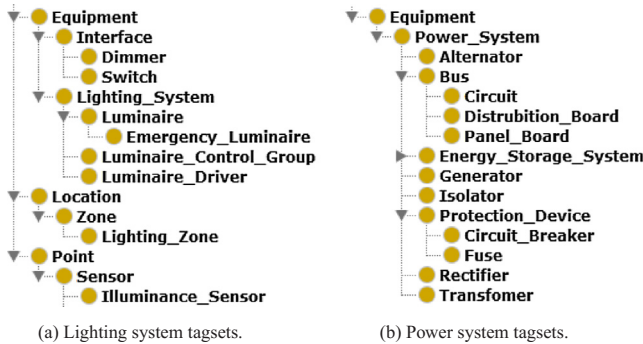 Equipment
Interface
Dimmer
Switch
Lighting_System
Luminaire
Emergency_Luminaire
Luminaire_Control_Group
Luminaire_Driver
Location
Zone
Lighting_Zone
Point
Sensor
Illuminance_Sensor
(a) Lighting system tagsets.
Equipment
Power_System
Alternator
Bus
Circuit
Distrubition_Board
Panel_Board
Energy_Storage_System
Generator
Isolator
Protection_Device
Circuit_Breaker
Fuse
Rectifier
Transfomer
(b) Power system tagsets.